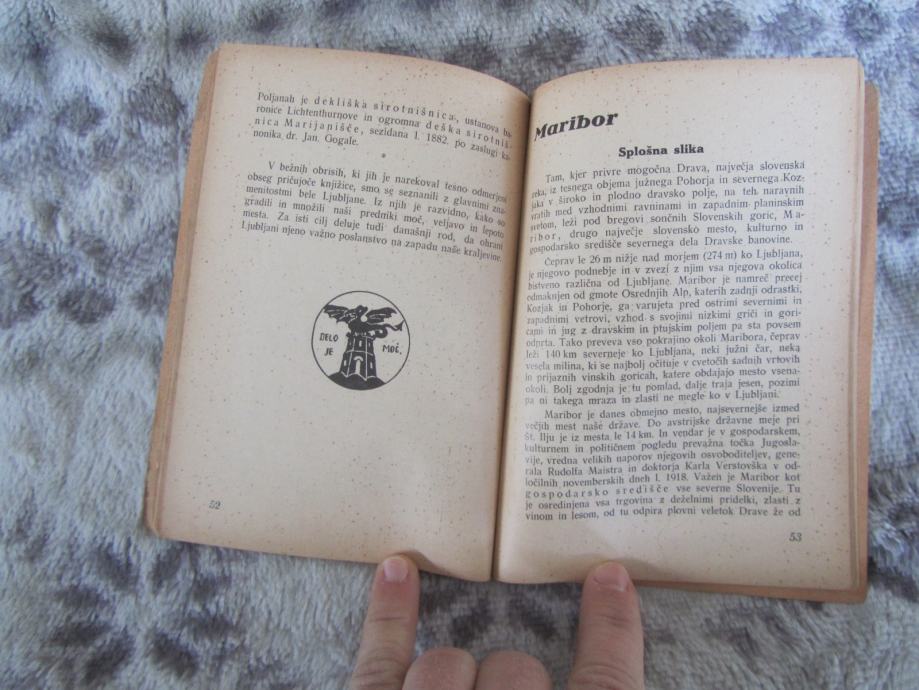 Poljanah je dekliška sirotnišnica, ustanova ba-
ronice Lichtenthurnove in ogromna deška sirotniš-
nica Marijanišče, sezidana l. 1882. po zaslugi ka-
nonika dr. Jan. Gogale.
*
V bežnih obrisih, ki jih je narekoval tesno odmerjeni
obseg pričujoče knjižice, smo se seznanili z glavnimi zna-
menitostmi bele Ljubljane. Iz njih je razvidno, kako so
gradili in množili naši predniki moč, veljavo in lepoto
mesta. Za isti cilj deluje tudi današnji rod, da ohrani
Ljubljani njeno važno poslanstvo na zapadu naše kraljevine.
DELO
JE
MOČ.
52
Maribor
Splošna slika
Tam, kjer privre mogočna Drava, največja slovenska
reka, iz tesnega objema južnega Pohorja in severnega Koz-
jaka v široko in plodno dravsko polje, na teh naravnih
vratih med vzhodnimi ravninami in zapadnim planinskim
svetom, leži pod bregovi sončnih Slovenskih goric, Ma-
ribor, drugo največje slovensko mesto, kulturno in
gospodarsko središče severnega dela Dravske banovine.
Čeprav le 26 m nižje nad morjem (274 m) ko Ljubljana,
je njegovo podnebje in v zvezi z njim vsa njegova okolica
bistveno različna od Ljubljane. Maribor je namreč precej
odmaknjen od gmote Osrednjih Alp, katerih zadnji odrastki,
Kozjak in Pohorje, ga varujeta pred ostrimi severnimi in
zapadnimi vetrovi, vzhod s svojimi nizkimi griči in gori-
cami in jug z dravskim in ptujskim poljem pa sta povsem
odprta. Tako preveva vso pokrajino okoli Maribora, čeprav
leži 140 km severneje ko Ljubljana, neki južni čar, neka
vesela milina, ki se najbolj očituje v cvetočih sadnih vrtovih
in prijaznih vinskih goricah, katere obdajajo mesto vsena-
okoli. Bolj zgodnja je tu pomlad, dalje traja jesen, pozimi
pa ni takega mraza in zlasti ne megle ko v Ljubljani.
Maribor je danes obmejno mesto, najsevernejše izmed
večjih mest naše države. Do avstrijske državne meje pri
Št. Ilju je iz mesta le 14 km. In vendar je v gospodarskem,
kulturnem in političnem pogledu prevažna točka Jugosla-
vije, vredna velikih naporov njegovih osvoboditeljev, gene-
rala Rudolfa Maistra in doktorja Karla Verstovška v od-
ločilnih novemberskih dneh l. 1918. Važen je Maribor kot
gospodarsko središče vse severne Slovenije. Tu
je osredinjena vsa trgovina z deželnimi pridelki, zlasti z
vinom in lesom, od tu odpira plovni veletok Drave že od
53